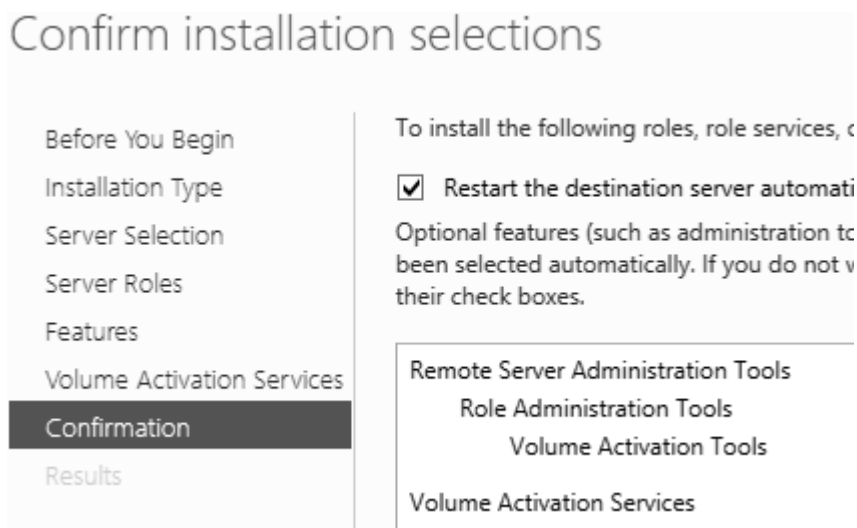 Confirm installation selections
Before You Begin
Installation Type
Server Selection
Server Roles
Features
Volume Activation Services
Confirmation
Results
To install the following roles, role services,
Restart the destination server
Optional features (such as administration
been selected automatically. If you do not
their check boxes.
Remote Server Administration Tools
Role Administration Tools
Volume Activation Tools
Volume Activation Services